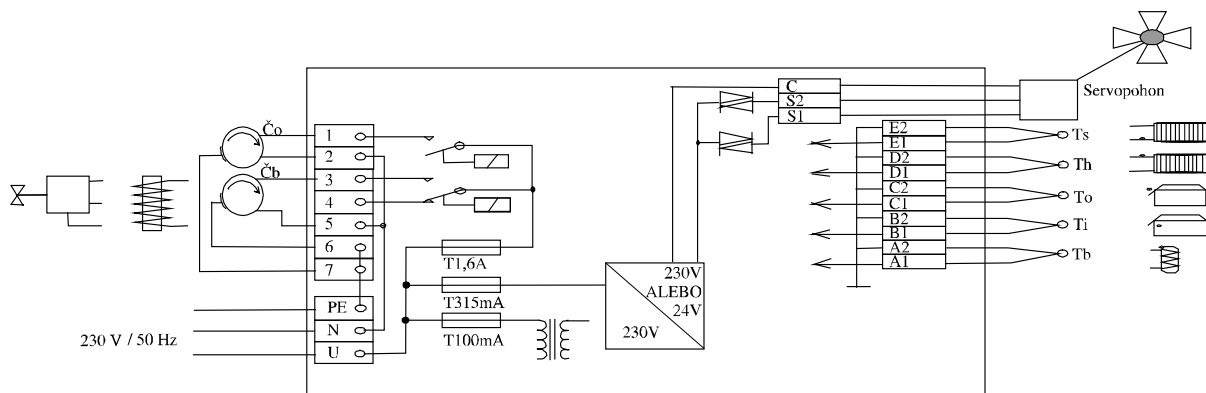 Servopohon
C
S2
S1
Čo
Čb
1
2
3
4
5
6
7
PE
N
U
230 V / 50 Hz
T1,6A
T315mA
T100mA
230V
ALEBO
24V
230V
E2
E1
D2
D1
C2
C1
B2
B1
A2
A1
Ts
Th
To
Ti
Tb